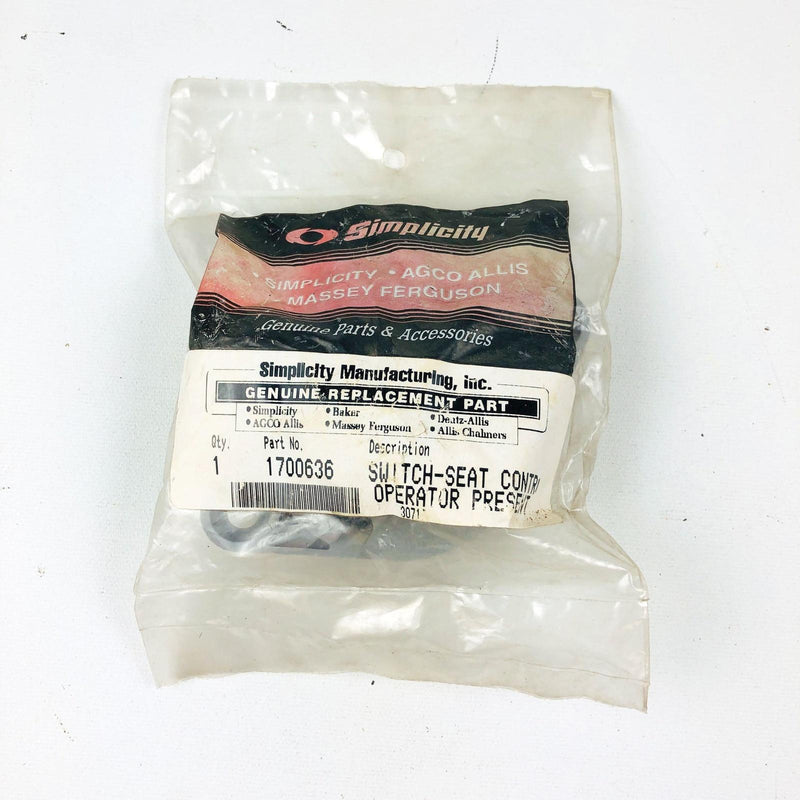 Simplicity
• SIMPLICITY • AGCO ALLIS
MASSEY FERGUSON
Genuine Parts & Accessories
Simplicity Manufacturing, Inc.
GENUINE REPLACEMENT PART
• Simplicity • Baker • Deutz-Allis
• AGCO Allis • Massey Ferguson • Allis Chalmers
Qty. Part No. Description
1 1700636 SWITCH-SEAT CONTR
OPERATOR PRESENT
3071